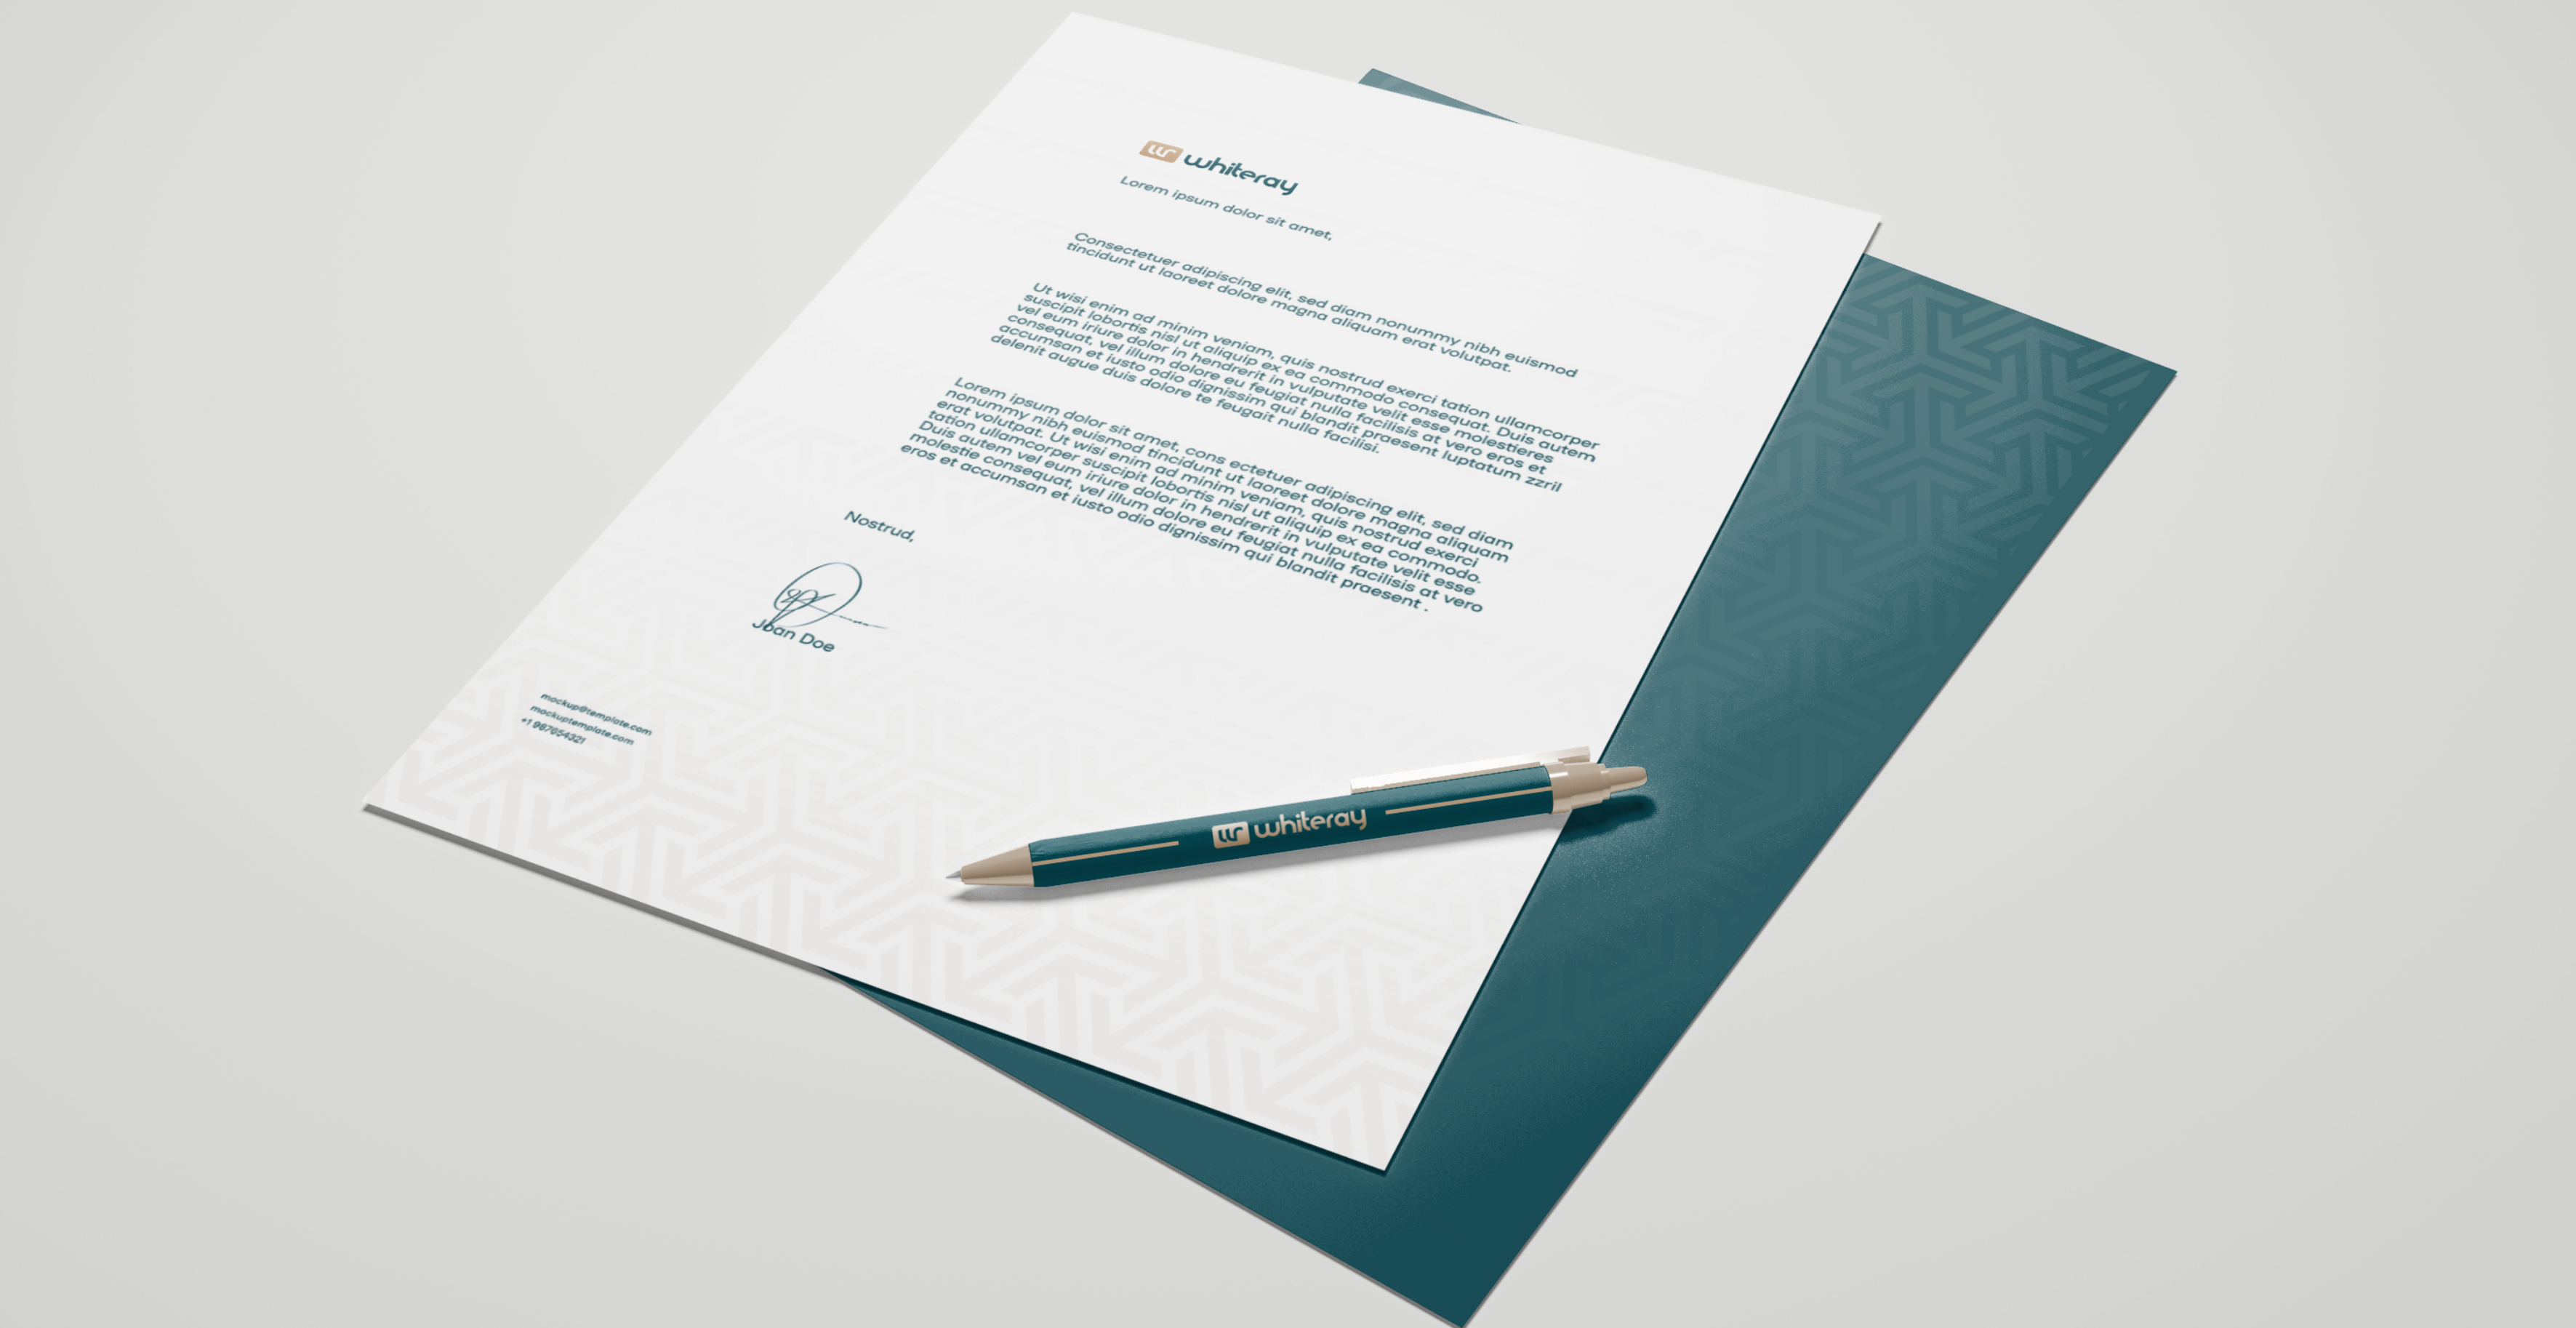 whiteray
Lorem ipsum dolor sit amet,
Consectetuer adipiscing elit, sed diam nonummy nibh euismod
tincidunt ut laoreet dolore magna aliquam erat volutpat.
Ut wisi enim ad minim veniam, quis nostrud exerci tation ullamcorper
suscipit lobortis nisl ut aliquip ex ea commodo consequat. Duis autem
vel eum iriure dolor in hendrerit in vulputate velit esse molestieres
consequat, vel illum dolore eu feugiat nulla facilisis at vero eros et
accumsan et iusto odio dignissim qui blandit praesent luptatum zzril
delenit augue duis dolore te feugait nulla facilisi.
Lorem ipsum dolor sit amet, cons ectetuer adipiscing elit, sed diam
nonummy nibh euismod tincidunt ut laoreet dolore magna aliquam
erat volutpat. Ut wisi enim ad minim veniam, quis nostrud exerci
tation ullamcorper suscipit lobortis nisl ut aliquip ex ea commodo.
Duis autem vel eum iriure dolor in hendrerit in vulputate velit esse
molestie consequat, vel illum dolore eu feugiat nulla facilisis at vero
eros et accumsan et iusto odio dignissim qui blandit praesent .
Nostrud,
Joan Doe
mockup@template.com
mockuptemplate.com
+1 987654321
whiteray